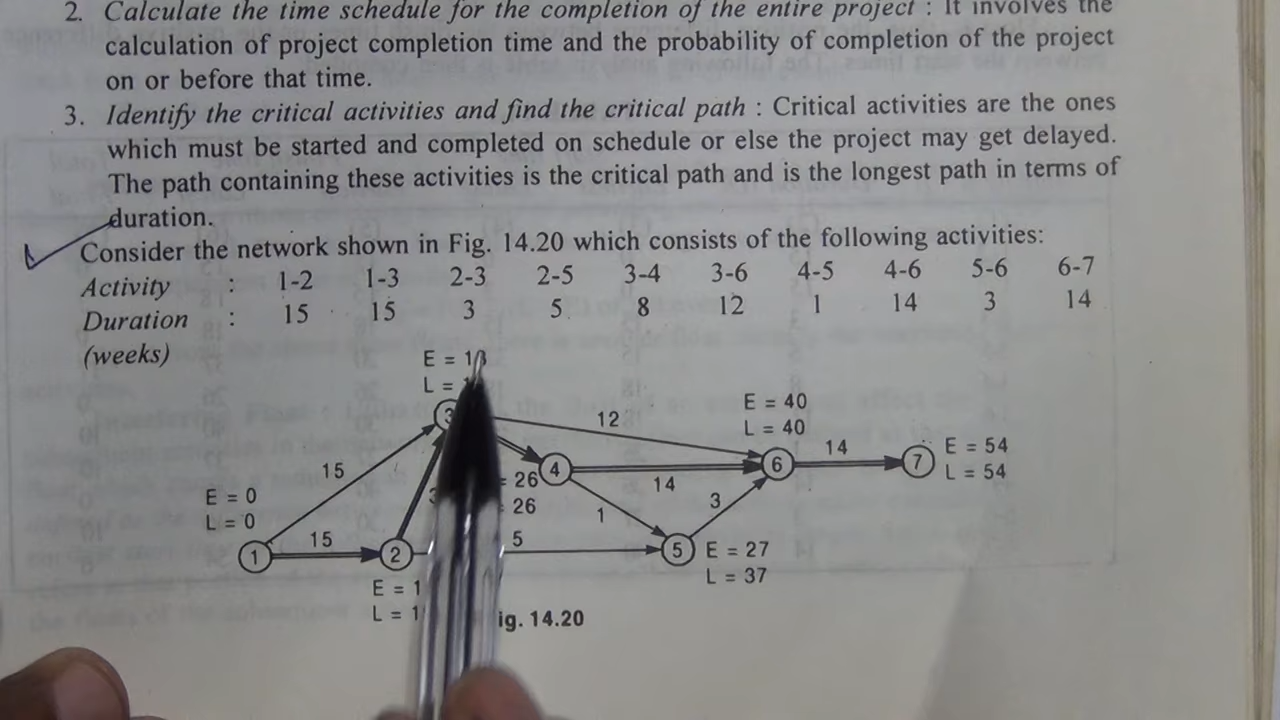 2. Calculate the time schedule for the completion of the entire project : It involves the
calculation of project completion time and the probability of completion of the project
on or before that time.
3. Identify the critical activities and find the critical path : Critical activities are the ones
which must be started and completed on schedule or else the project may get delayed.
The path containing these activities is the critical path and is the longest path in terms of
duration.
Consider the network shown in Fig. 14.20 which consists of the following activities:
Activity : 1-2 1-3 2-3 2-5 3-4 3-6 4-5 4-6 5-6 6-7
Duration : 15 15 3 5 8 12 1 14 3 14
(weeks)
E = 18
L =
3
12
E = 40
L = 40
14
6
7
E = 54
L = 54
15
4
= 26
= 26
14
3
1
E = 0
L = 0
15
5
1
2
5
E = 27
L = 37
E = 1
L = 1
ig. 14.20